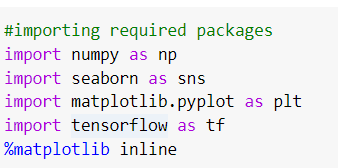 #importing required packages
import numpy as np
import seaborn as sns
import matplotlib.pyplot as plt
import tensorflow as tf
%matplotlib inline